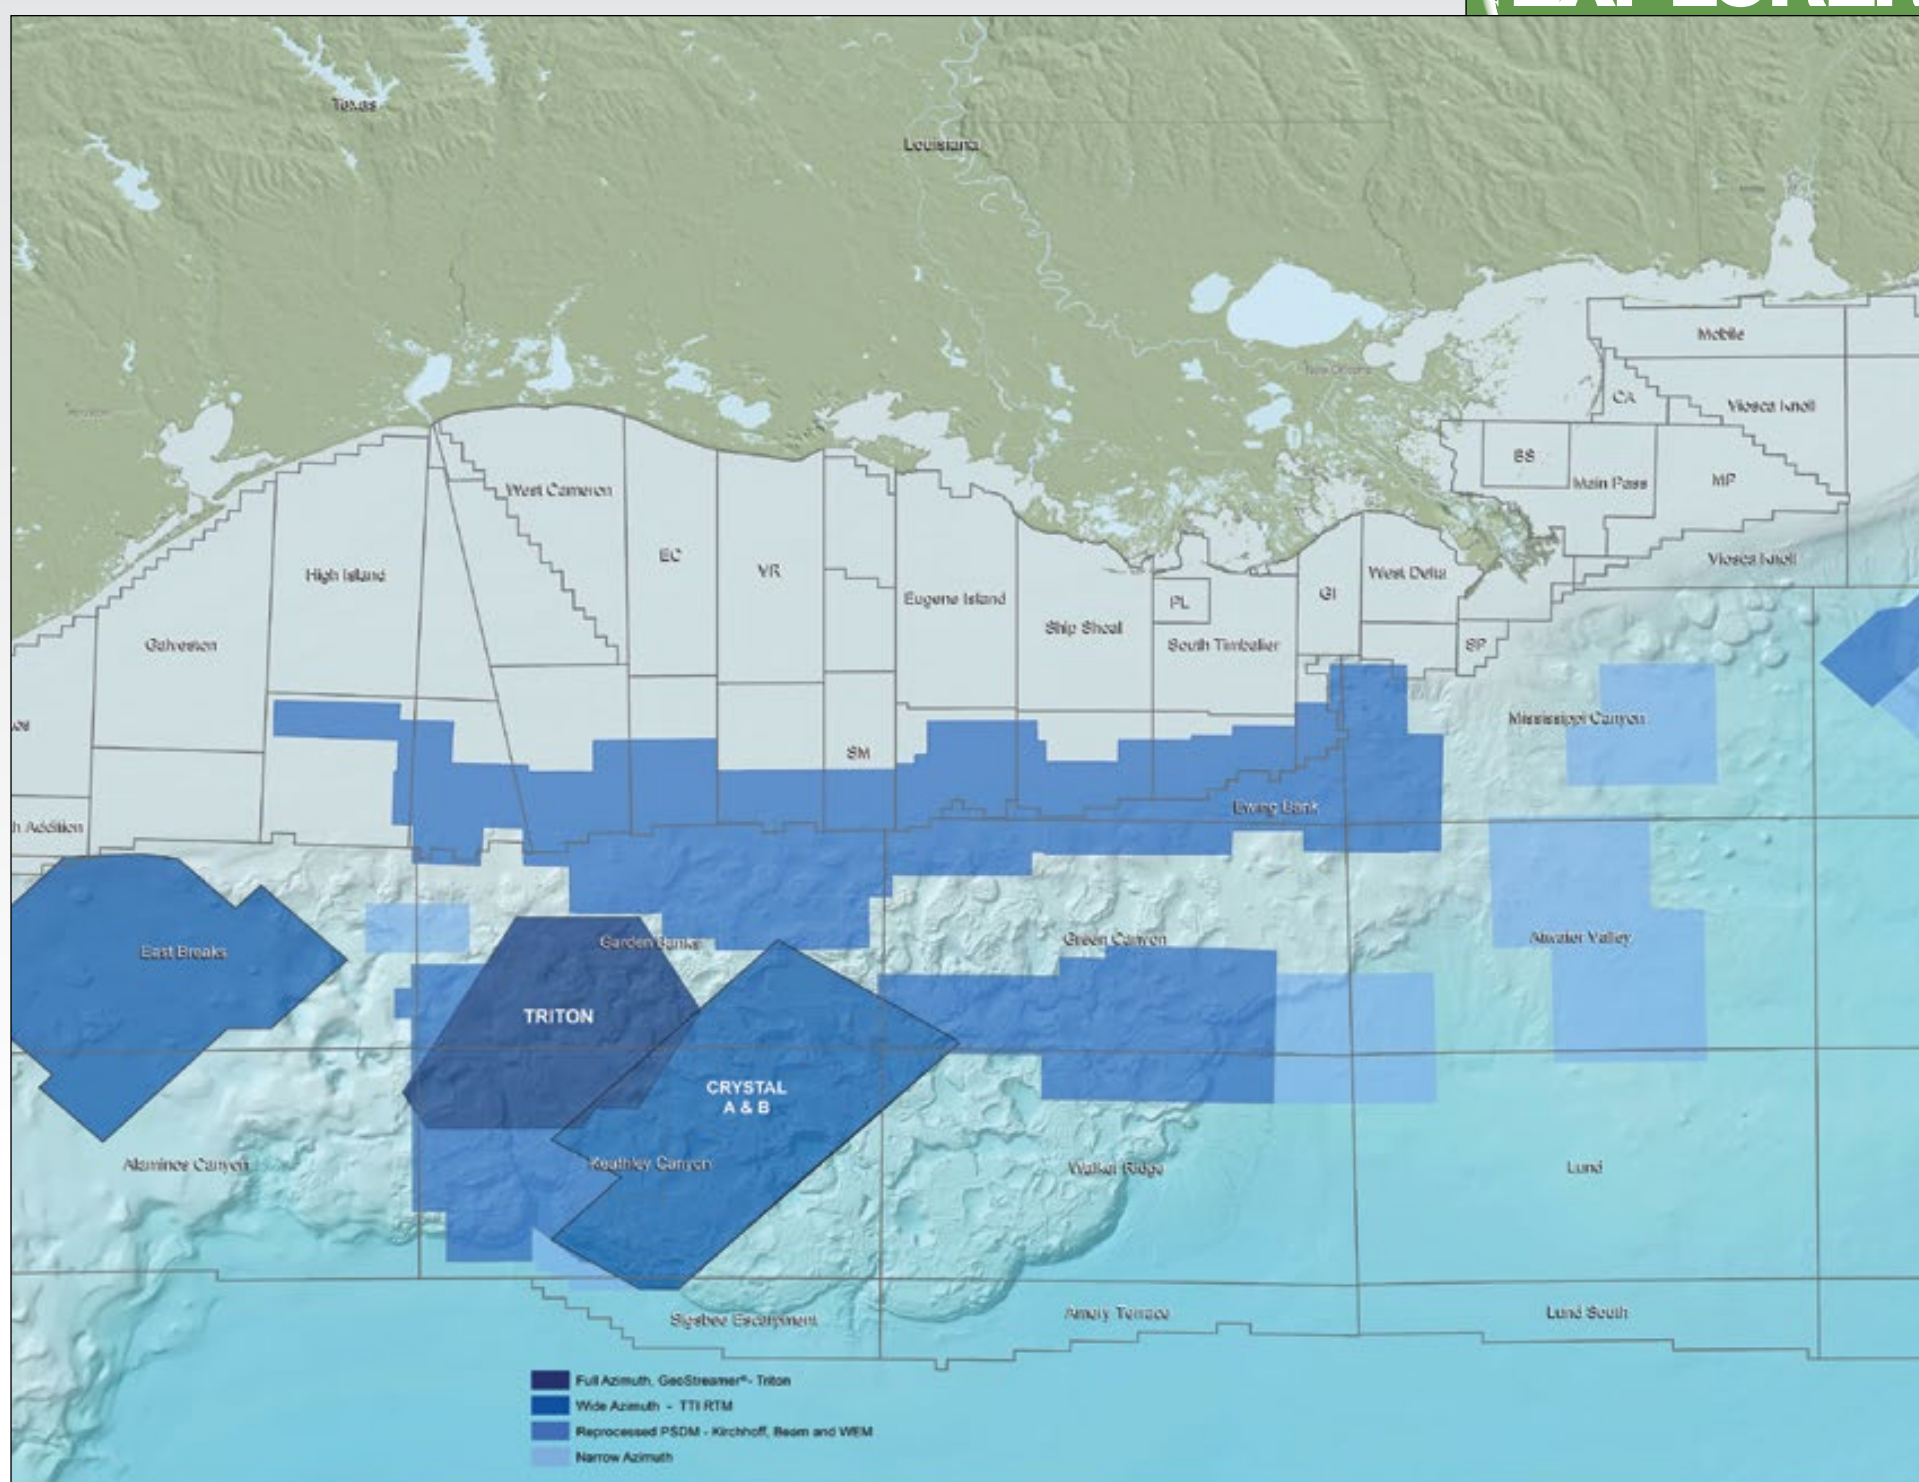 Texas
Louisiana
New Orleans
Mobile
CA
Viosca Knoll
BS
Main Pass
MP
West Cameron
EC
VR
High Island
Eugene Island
Ship Shoal
PL
GI
West Delta
Viosca Knoll
Galveston
South Timbalier
SP
SM
Mississippi Canyon
Ewing Bank
Addition
East Breaks
Garden Banks
Green Canyon
Atwater Valley
TRITON
CRYSTAL
A & B
Alaminos Canyon
Keathley Canyon
Walker Ridge
Lund
Sigsbee Escarpment
Amery Terrace
Lund South
Full Azimuth, GeoStreamer® - Triton
Wide Azimuth - TTI RTM
Reprocessed PSDM - Kirchhoff, Beam and WEM
Narrow Azimuth